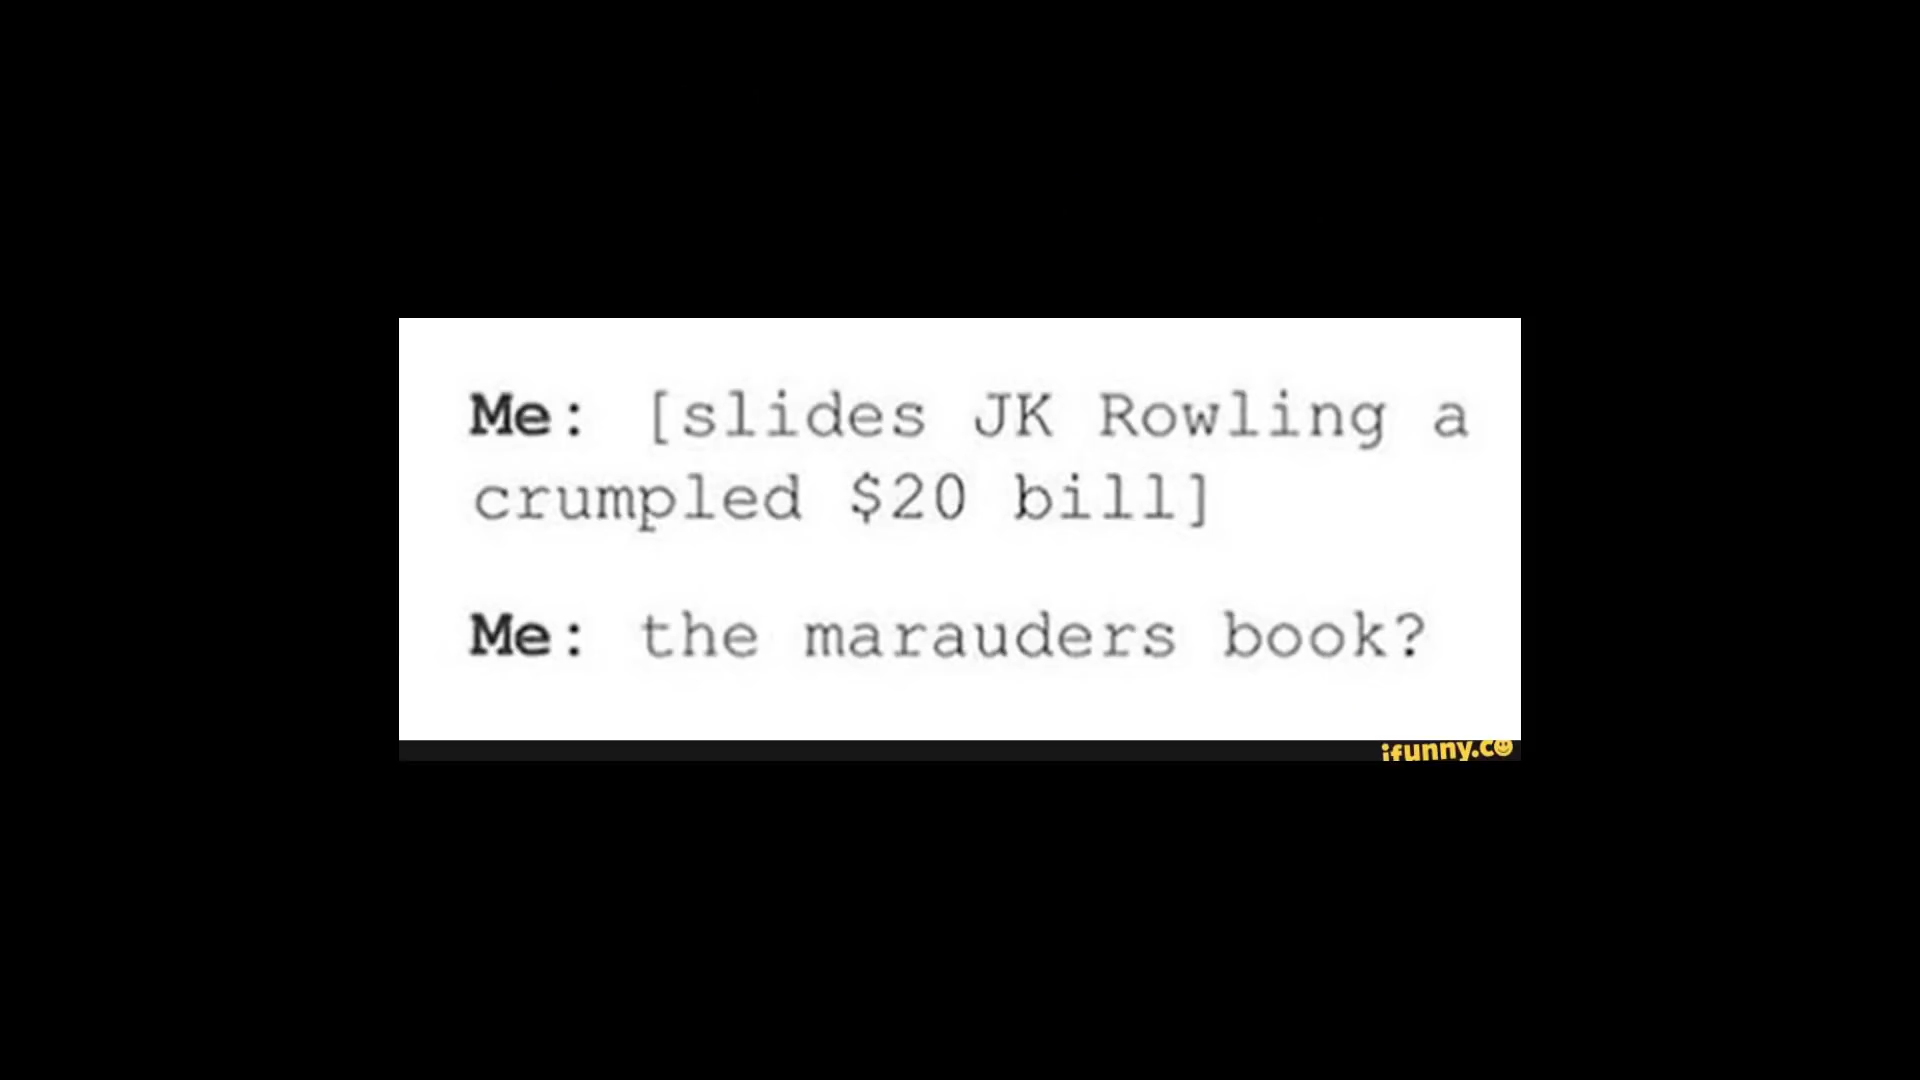 Me: [slides JK Rowling a
crumpled $20 bill]
Me: the marauders book?
ifunny.co